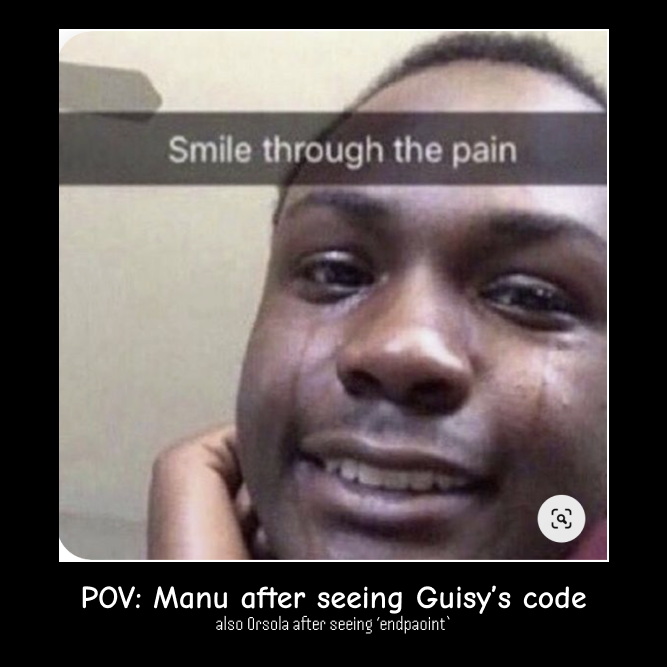 Smile through the pain
POV: Manu after seeing Guisy's code
also Orsola after seeing 'endpaoint`